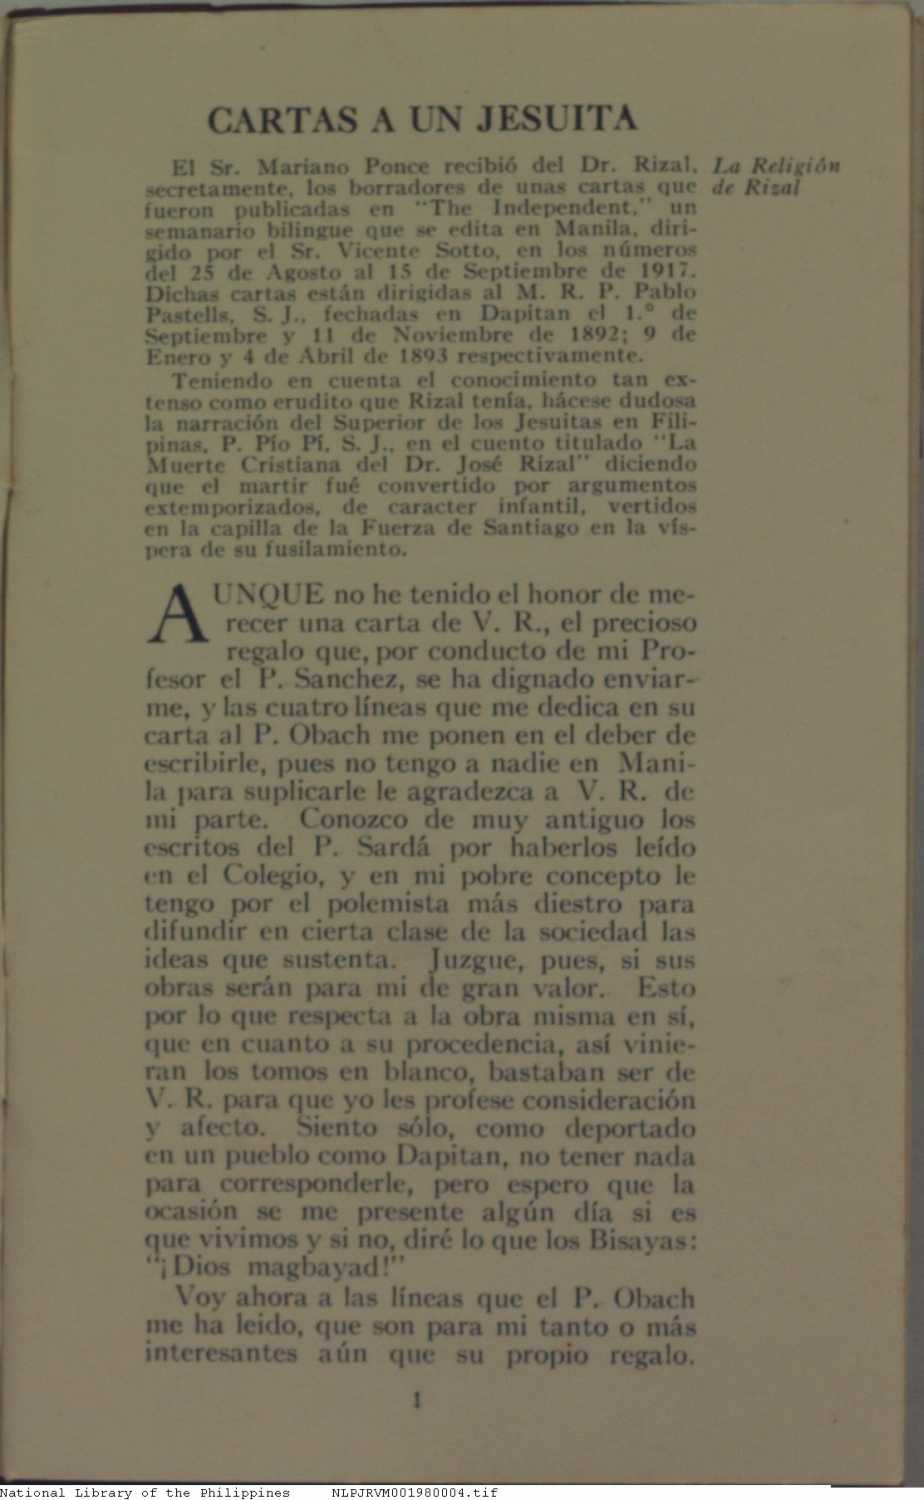 CARTAS A UN JESUITA
El Sr. Mariano Ponce recibió del Dr. Rizal,
secretamente, los borradores de unas cartas que
fueron publicadas en "The Independent," un
semanario bilingue que se edita en Manila, diri-
gido por el Sr. Vicente Sotto, en los números
del 25 de Agosto al 15 de Septiembre de 1917.
Dichas cartas están dirigidas al M. R. P. Pablo
Pastells, S. J., fechadas en Dapitan el 1.° de
Septiembre y 11 de Noviembre de 1892; 9 de
Enero y 4 de Abril de 1893 respectivamente.
La Religión
de Rizal
Teniendo en cuenta el conocimiento tan ex-
tenso como erudito que Rizal tenía, hácese dudosa
la narración del Superior de los Jesuitas en Fili-
pinas, P. Pío Pí, S. J., en el cuento titulado "La
Muerte Cristiana del Dr. José Rizal" diciendo
que el martir fué convertido por argumentos
extemporizados, de caracter infantil, vertidos
en la capilla de la Fuerza de Santiago en la vís-
pera de su fusilamiento.
AUNQUE no he tenido el honor de me-
recer una carta de V. R., el precioso
regalo que, por conducto de mi Pro-
fesor el P. Sanchez, se ha dignado enviar-
me, y las cuatro líneas que me dedica en su
carta al P. Obach me ponen en el deber de
escribirle, pues no tengo a nadie en Mani-
la para suplicarle le agradezca a V. R. de
mi parte. Conozco de muy antiguo los
escritos del P. Sardá por haberlos leído
en el Colegio, y en mi pobre concepto le
tengo por el polemista más diestro para
difundir en cierta clase de la sociedad las
ideas que sustenta. Juzgue, pues, si sus
obras serán para mi de gran valor. Esto
por lo que respecta a la obra misma en sí,
que en cuanto a su procedencia, así vinie-
ran los tomos en blanco, bastaban ser de
V. R. para que yo les profese consideración
y afecto. Siento sólo, como deportado
en un pueblo como Dapitan, no tener nada
para corresponderle, pero espero que la
ocasión se me presente algún día si es
que vivimos y si no, diré lo que los Bisayas:
"¡Dios magbayad!"
Voy ahora a las líneas que el P. Obach
me ha leido, que son para mi tanto o más
interesantes aún que su propio regalo.
1
National Library of the Philippines NLPJRVM001980004.tif